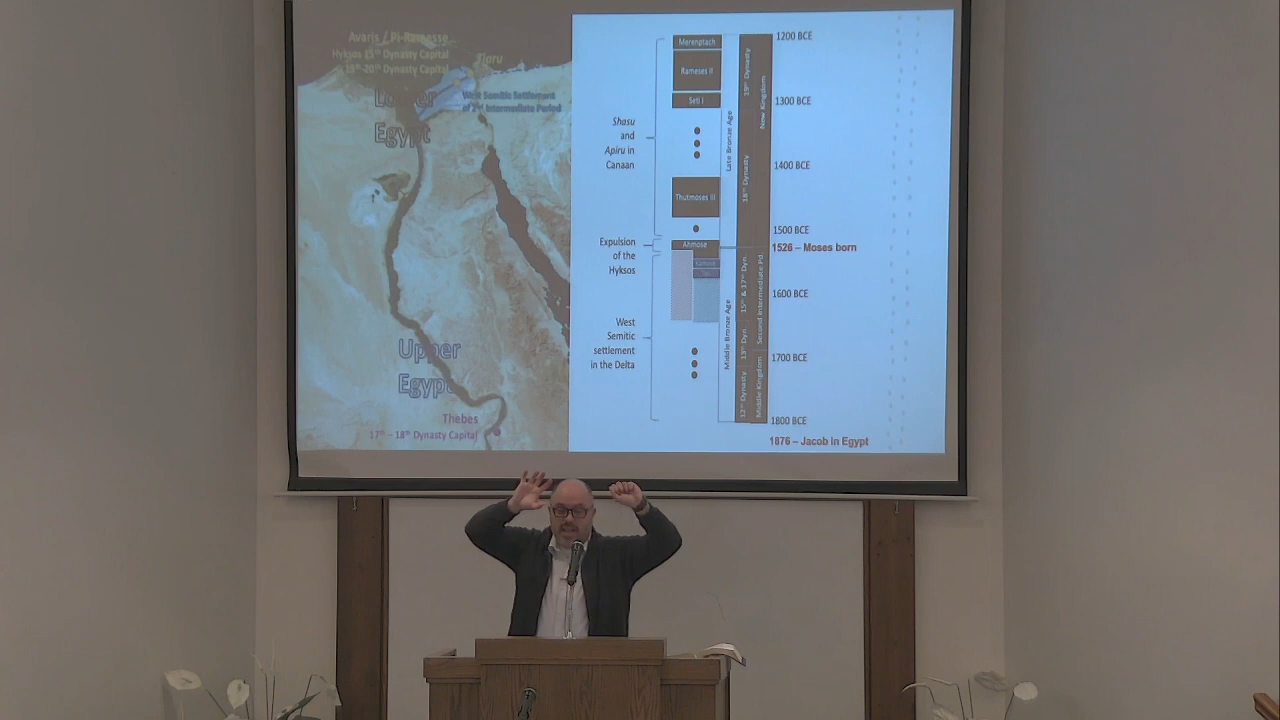 Avaris / Pi-Ramesse
Hyksos 15th Dynasty Capital
19th-20th Dynasty Capital
Tjaru
Lower
Egypt
West Semitic Settlement
of 2nd Intermediate Period
Upper
Egypt
Thebes
17th – 18th Dynasty Capital
Shasu
and
Apiru in
Canaan
Expulsion
of the
Hyksos
West
Semitic
settlement
in the Delta
Merenptach
Rameses II
Seti I
Thutmoses III
Ahmose
Late Bronze Age
Middle Bronze Age
19th Dynasty
18th Dynasty
15th & 17th Dyn.
13th Dyn.
12th Dynasty
New Kingdom
Second Intermediate Pd.
Middle Kingdom
1200 BCE
1300 BCE
1400 BCE
1500 BCE
1526 – Moses born
1600 BCE
1700 BCE
1800 BCE
1876 – Jacob in Egypt